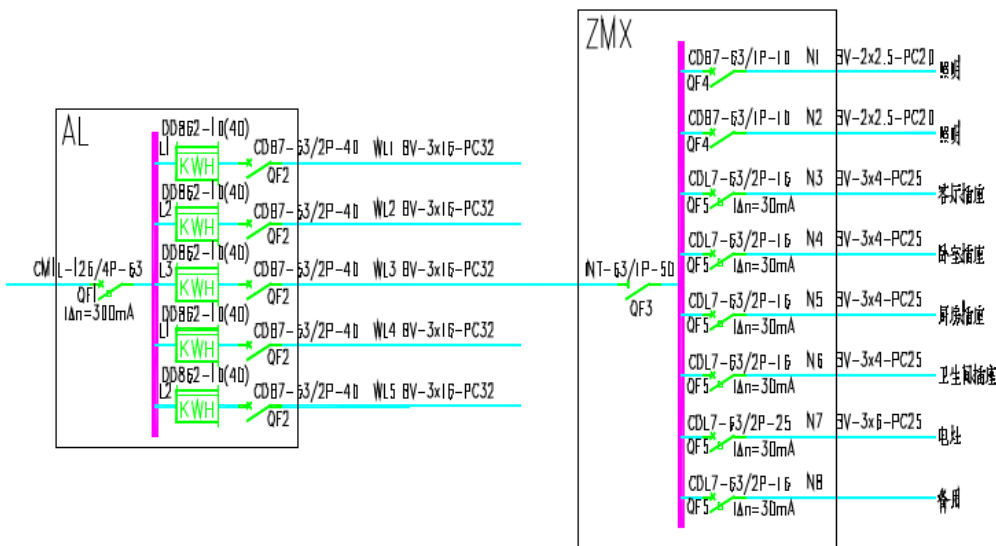 AL
L1
DD862-10(40)
KWH
CDB7-63/2P-40 WL1 BV-3x16-PC32
QF2
L2
DD862-10(40)
KWH
CDB7-63/2P-40 WL2 BV-3x16-PC32
QF2
CM1L-125/4P-63
QF1
IΔn=300mA
L3
DD862-10(40)
KWH
CDB7-63/2P-40 WL3 BV-3x16-PC32
QF2
L1
DD862-10(40)
KWH
CDB7-63/2P-40 WL4 BV-3x16-PC32
QF2
L2
DD862-10(40)
KWH
CDB7-63/2P-40 WL5 BV-3x16-PC32
QF2
INT-63/1P-50
QF3
ZMX
CDB7-63/1P-10 N1 BV-2x2.5-PC20 照明
QF4
CDB7-63/1P-10 N2 BV-2x2.5-PC20 照明
QF4
CDL7-63/2P-16 N3 BV-3x4-PC25 客厅插座
QF5 IΔn=30mA
CDL7-63/2P-16 N4 BV-3x4-PC25 卧室插座
QF5 IΔn=30mA
CDL7-63/2P-16 N5 BV-3x4-PC25 厨房插座
QF5 IΔn=30mA
CDL7-63/2P-16 N6 BV-3x4-PC25 卫生间插座
QF5 IΔn=30mA
CDL7-63/2P-25 N7 BV-3x6-PC25 电灶
QF5 IΔn=30mA
CDL7-63/2P-16 N8 备用
QF5 IΔn=30mA